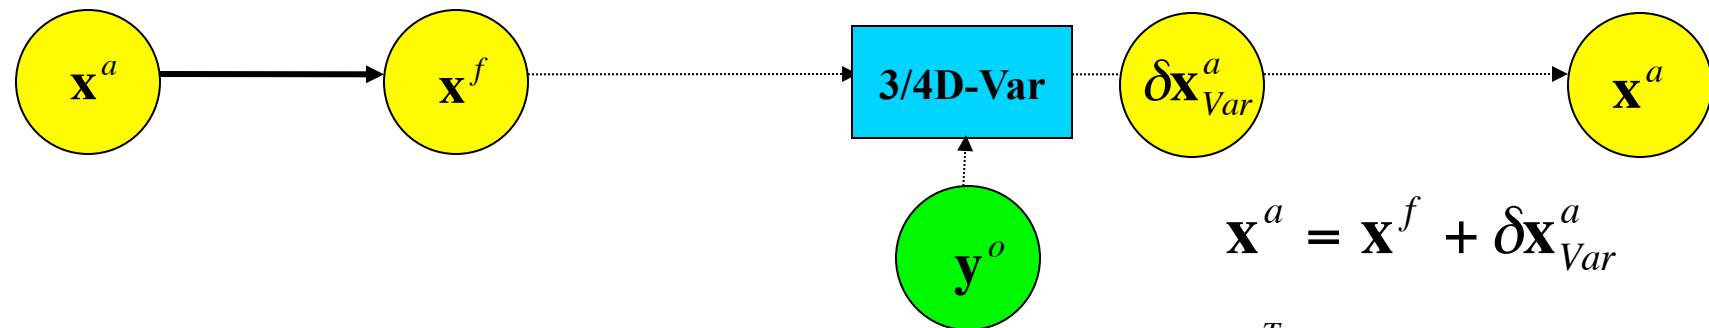 x^a x^f 3/4D-Var δx^a_Var x^a
y^o
x^a = x^f + δx^a_Var
T